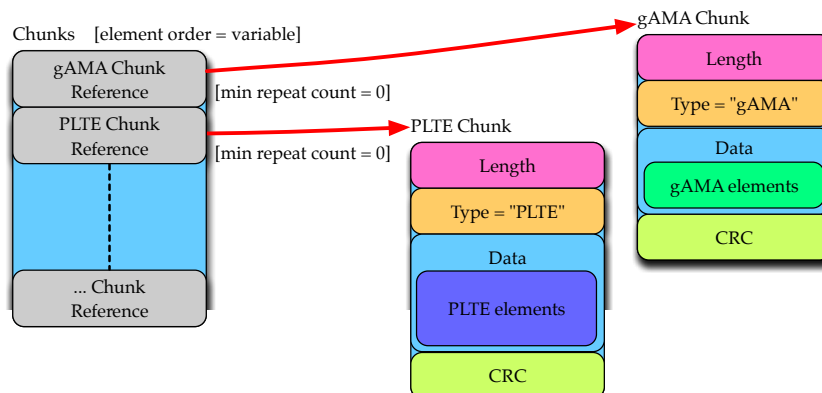 Chunks [element order = variable]
gAMA Chunk
Reference
[min repeat count = 0]
PLTE Chunk
Reference
[min repeat count = 0]
... Chunk
Reference
PLTE Chunk
Length
Type = "PLTE"
Data
PLTE elements
CRC
gAMA Chunk
Length
Type = "gAMA"
Data
gAMA elements
CRC